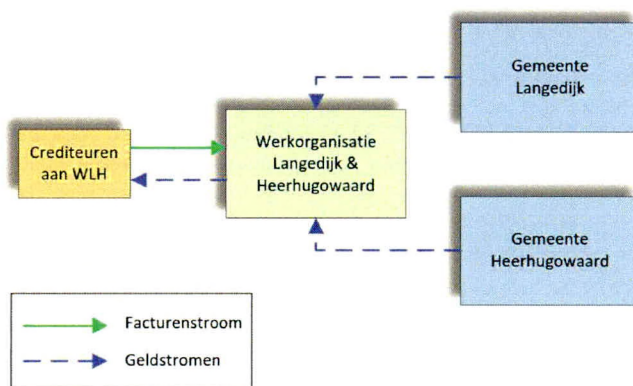 Gemeente
Langedijk
Werkorganisatie
Langedijk &
Heerhugowaard
Crediteuren
aan WLH
Gemeente
Heerhugowaard
Facturenstroom
Geldstromen